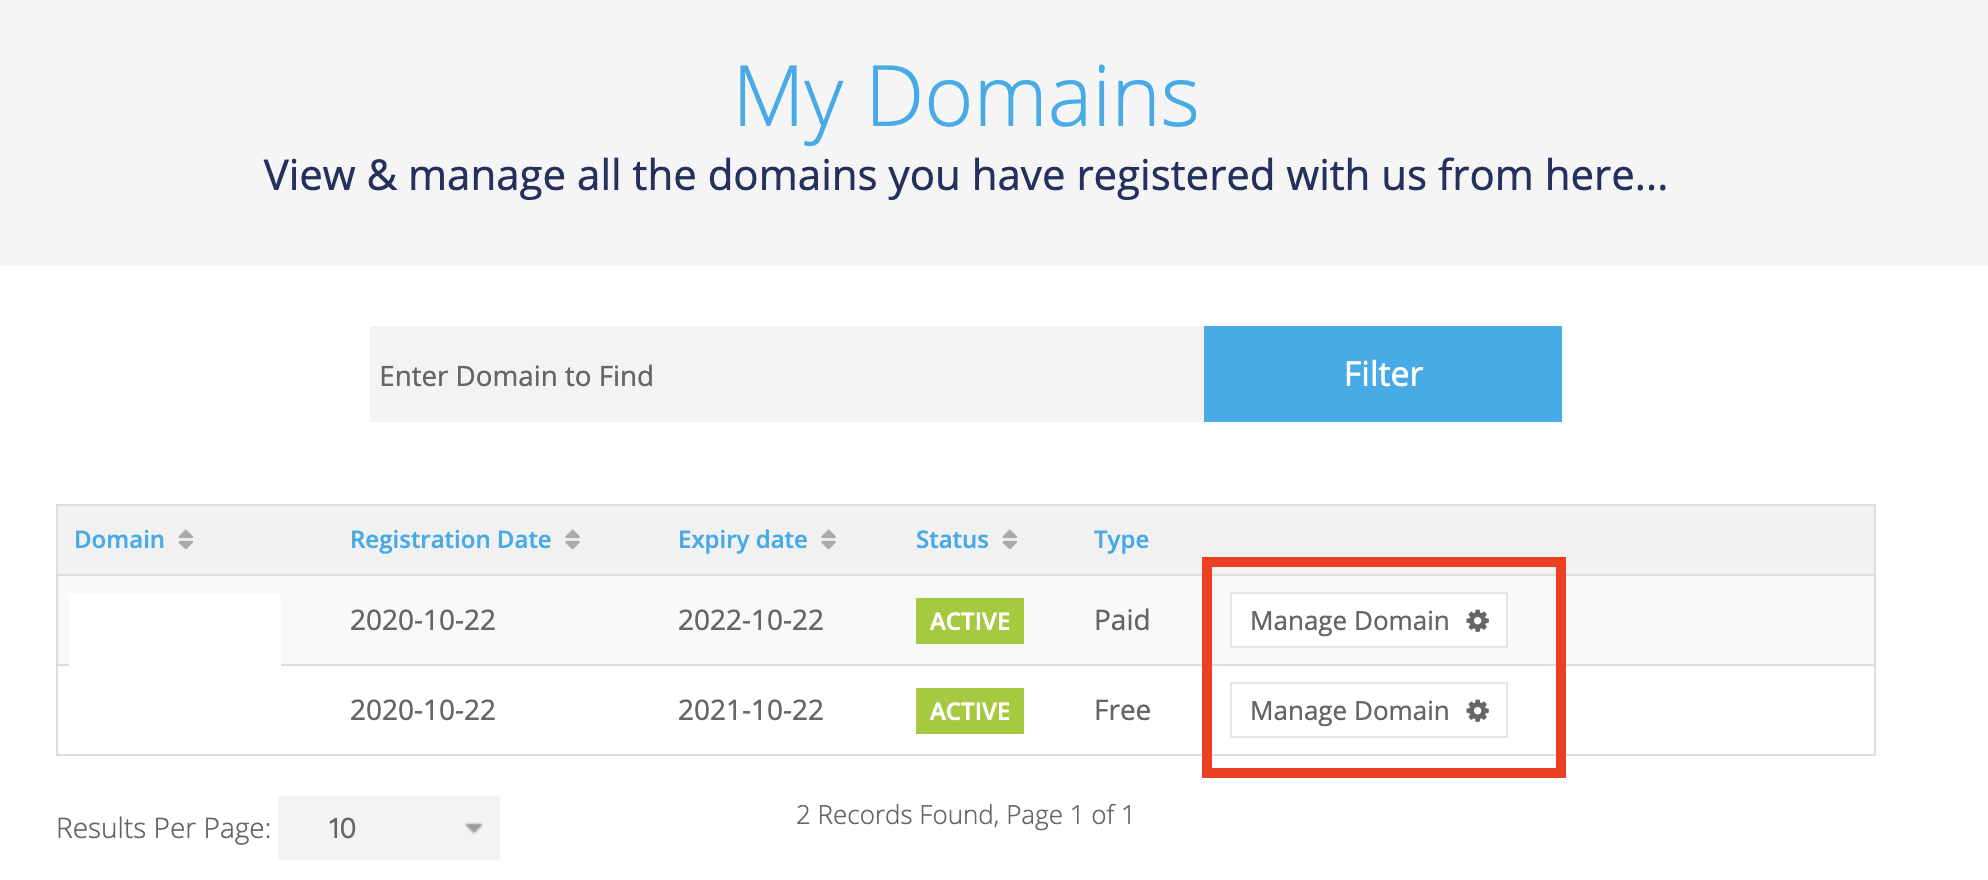 My Domains
View & manage all the domains you have registered with us from here...
Enter Domain to Find
Filter
Domain Registration Date Expiry date Status Type
2020-10-22 2022-10-22 ACTIVE Paid Manage Domain
2020-10-22 2021-10-22 ACTIVE Free Manage Domain
Results Per Page: 10
2 Records Found, Page 1 of 1